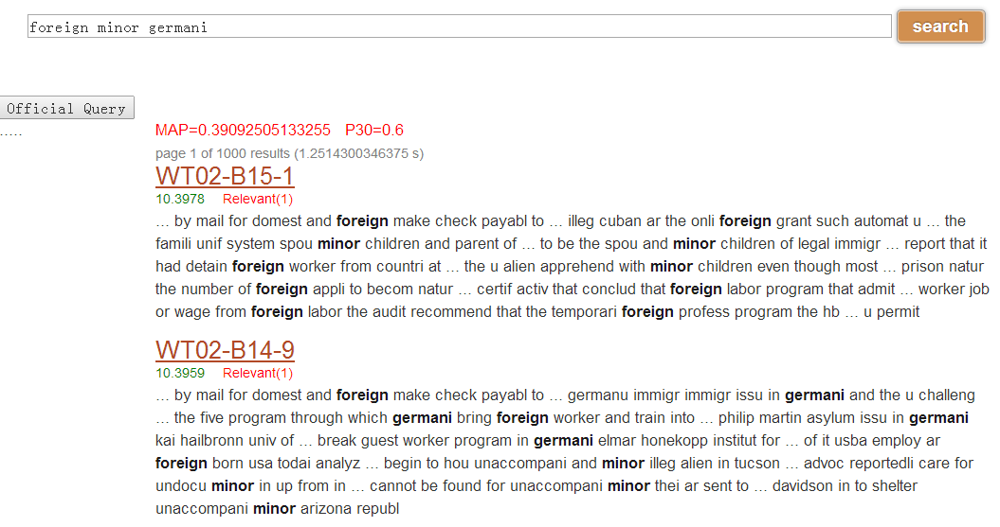 foreign minor germani
search
Official Query
.....
MAP=0.39092505133255 P30=0.6
page 1 of 1000 results (1.2514300346375 s)
WT02-B15-1
10.3978 Relevant(1)
... by mail for domest and foreign make check payabl to ... illeg cuban ar the onli foreign grant such automat u ... the
famili unif system spou minor children and parent of ... to be the spou and minor children of legal immigr ... report that it
had detain foreign worker from countri at ... the u alien apprehend with minor children even though most ... prison natur
the number of foreign appli to becom natur ... certif activ that conclud that foreign labor program that admit ... worker job
or wage from foreign labor the audit recommend that the temporari foreign profess program the hb ... u permit
WT02-B14-9
10.3959 Relevant(1)
... by mail for domest and foreign make check payabl to ... germanu immigr immigr issu in germani and the u challeng
... the five program through which germani bring foreign worker and train into ... philip martin asylum issu in germani
kai hailbronn univ of ... break guest worker program in germani elmar honekopp institut for ... of it usba employ ar
foreign born usa todai analyz ... begin to hou unaccompani and minor illeg alien in tucson ... advoc reportedli care for
undocu minor in up from in ... cannot be found for unaccompani minor thei ar sent to ... davidson in to shelter
unaccompani minor arizona republ